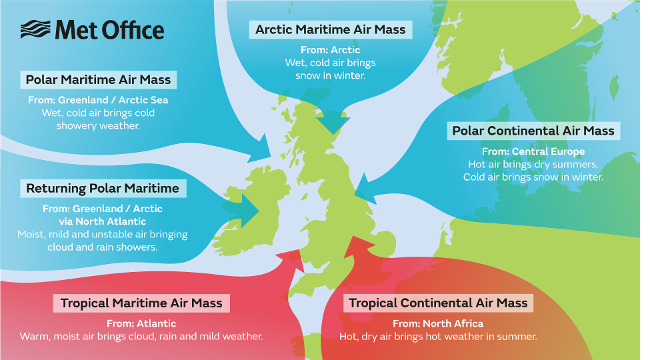 Met Office
Arctic Maritime Air Mass
From: Arctic
Wet, cold air brings
snow in winter.
Polar Maritime Air Mass
From: Greenland / Arctic Sea
Wet, cold air brings cold
showery weather.
Polar Continental Air Mass
From: Central Europe
Hot air brings dry summers.
Cold air brings snow in winter.
Returning Polar Maritime
From: Greenland / Arctic
via North Atlantic
Moist, mild and unstable air bringing
cloud and rain showers.
Tropical Maritime Air Mass
From: Atlantic
Warm, moist air brings cloud, rain and mild weather.
Tropical Continental Air Mass
From: North Africa
Hot, dry air brings hot weather in summer.